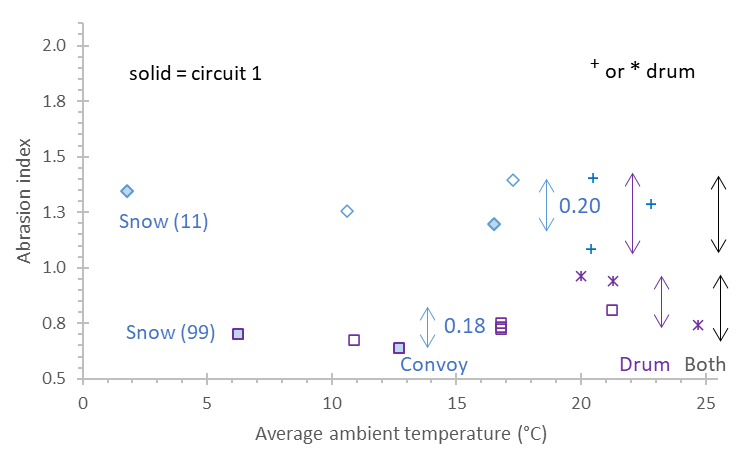 2.0
solid = circuit 1
+ or * drum
1.8
1.5
0.20
1.3
Snow (11)
1.0
0.8
Snow (99)
0.18
Convoy
Drum
Both
0.5
0
5
10
15
20
25
Average ambient temperature (°C)
Abrasion index